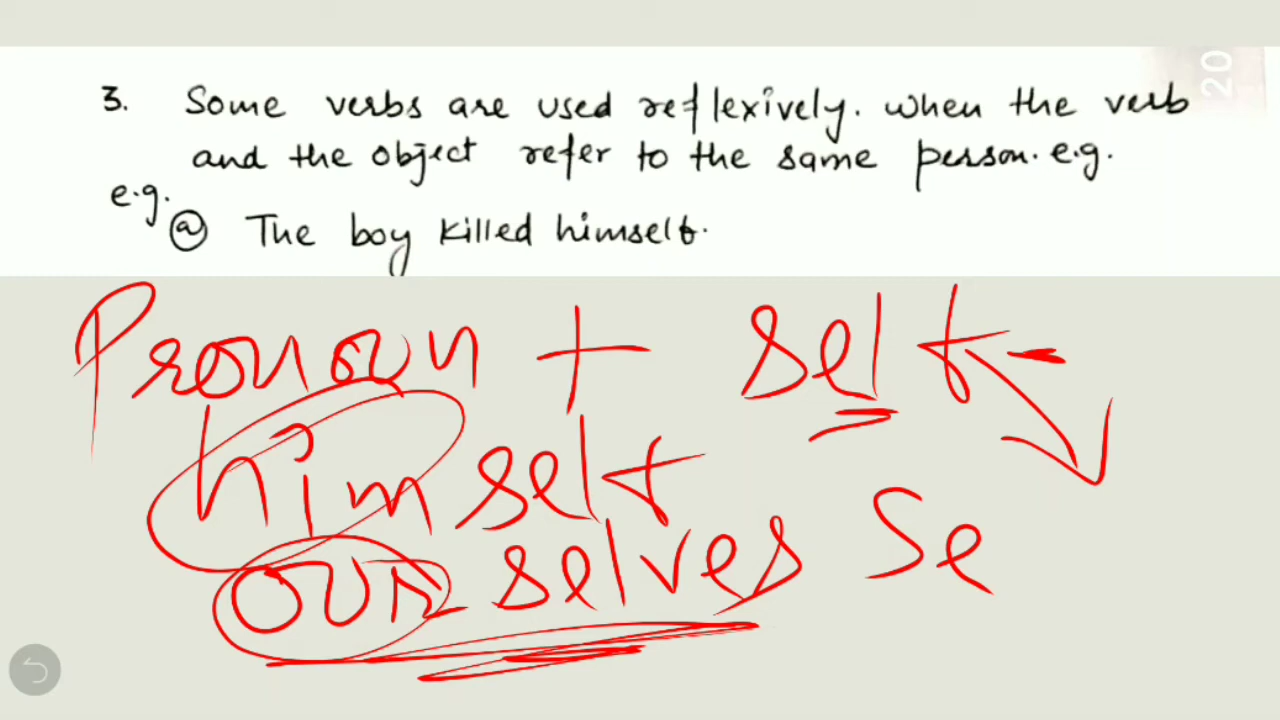 3. Some verbs are used reflexively. When the verb
and the object refer to the same person. e.g.
e.g.
ⓐ The boy killed himself.
20
Pronoun + self
himself
ourselves Se